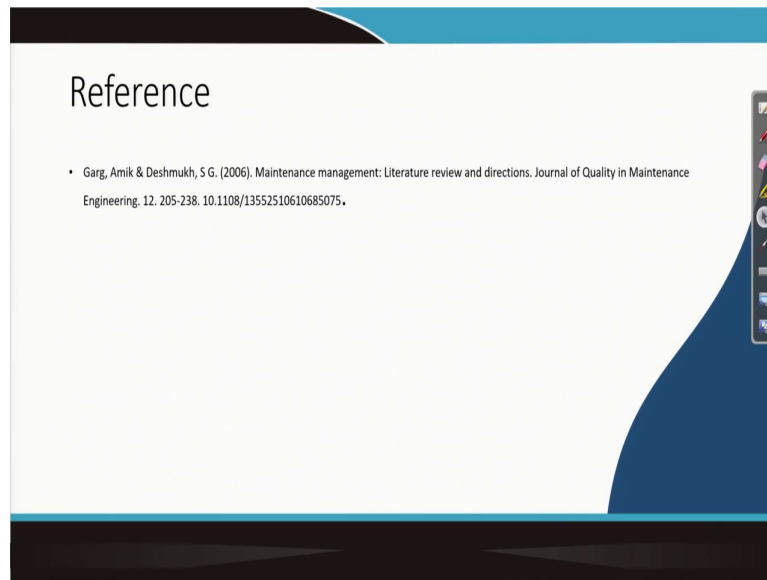 Reference
• Garg, Amik & Deshmukh, S G. (2006). Maintenance management: Literature review and directions. Journal of Quality in Maintenance
Engineering. 12. 205-238. 10.1108/13552510610685075.